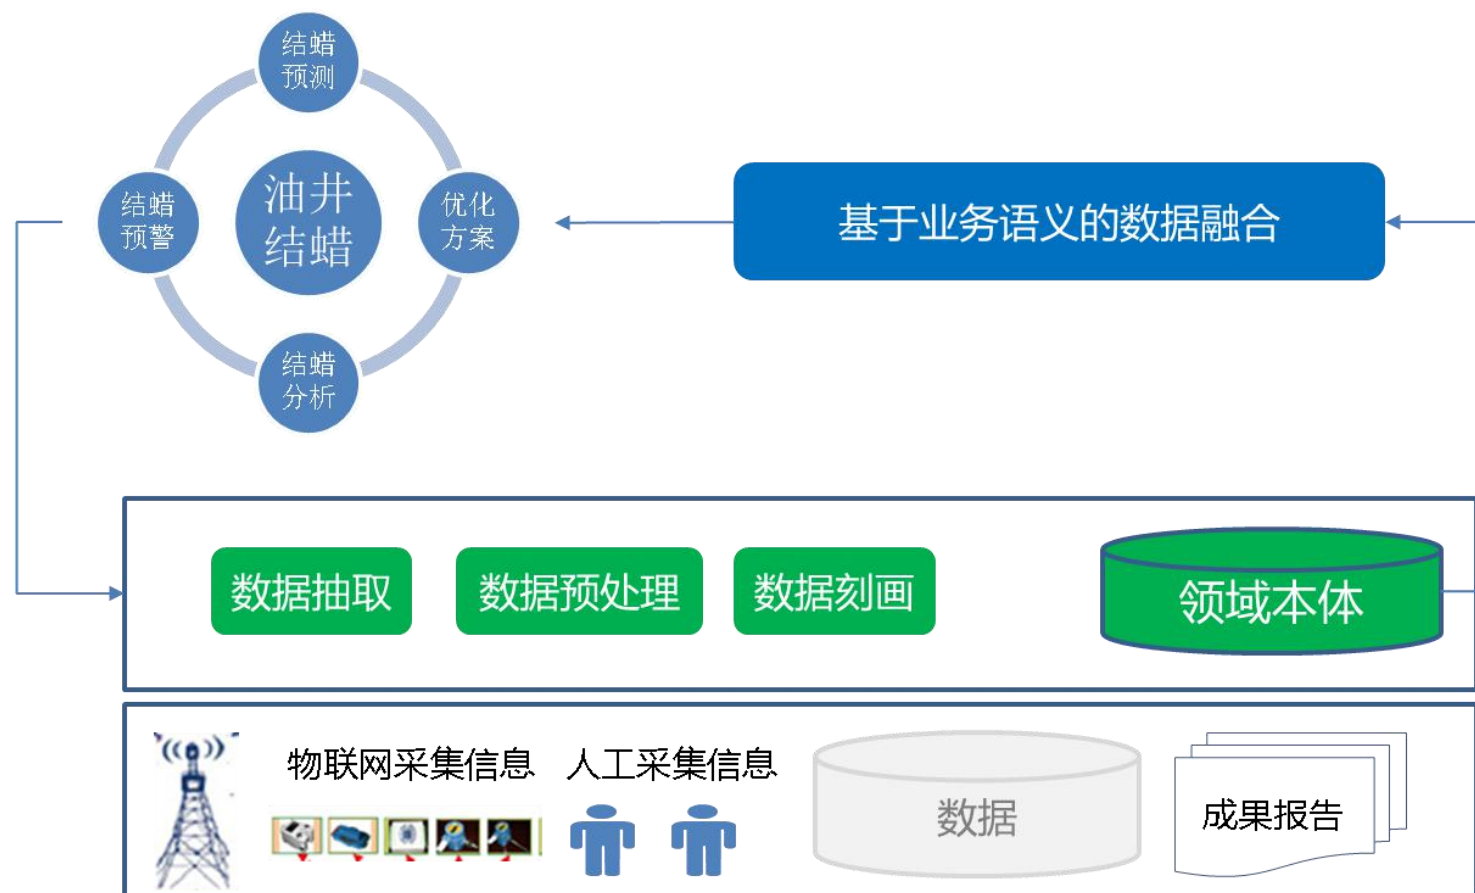 结蜡
预测
结蜡
预警
油井
结蜡
优化
方案
结蜡
分析
基于业务语义的数据融合
数据抽取
数据预处理
数据刻画
领域本体
物联网采集信息
人工采集信息
数据
成果报告